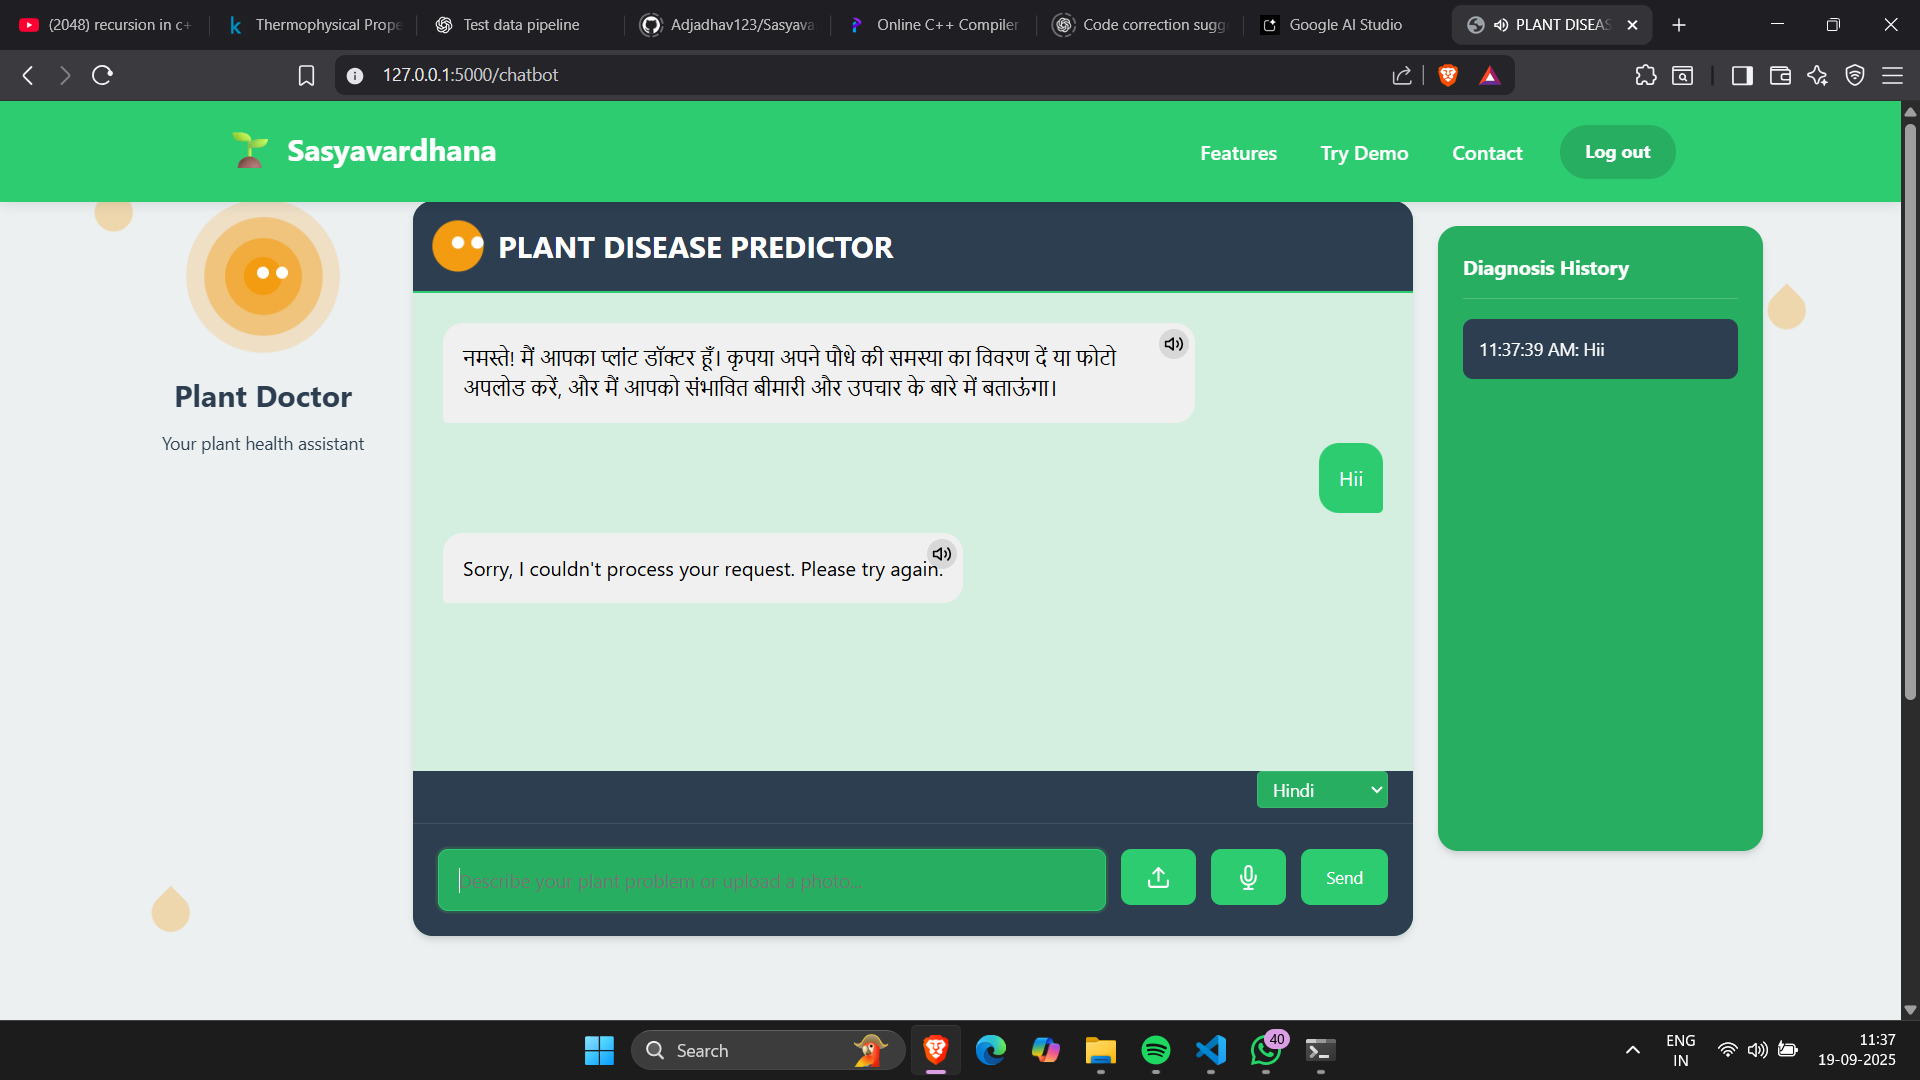 (2048) recursion in c+
Thermophysical Prope
Test data pipeline
Adjadhav123/Sasyava
Online C++ Compiler
Code correction sugg
Google AI Studio
PLANT DISEAS
127.0.0.1:5000/chatbot
Sasyavardhana
Features
Try Demo
Contact
Log out
Plant Doctor
Your plant health assistant
PLANT DISEASE PREDICTOR
नमस्ते! मैं आपका प्लांट डॉक्टर हूँ। कृपया अपने पौधे की समस्या का विवरण दें या फोटो
अपलोड करें, और मैं आपको संभावित बीमारी और उपचार के बारे में बताऊंगा।
Hii
Sorry, I couldn't process your request. Please try again.
Hindi
Describe your plant problem or upload a photo...
Send
Diagnosis History
11:37:39 AM: Hii
Search
40
ENG
IN
11:37
19-09-2025